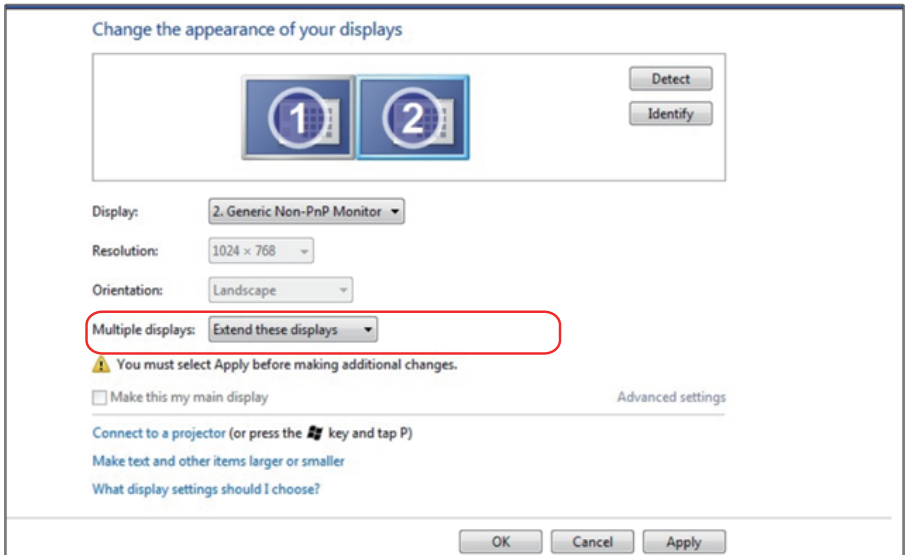 Change the appearance of your displays
1
2
Detect
Identify
Display: 2. Generic Non-PnP Monitor
Resolution: 1024 × 768
Orientation: Landscape
Multiple displays: Extend these displays
You must select Apply before making additional changes.
Make this my main display Advanced settings
Connect to a projector (or press the key and tap P)
Make text and other items larger or smaller
What display settings should I choose?
OK Cancel Apply